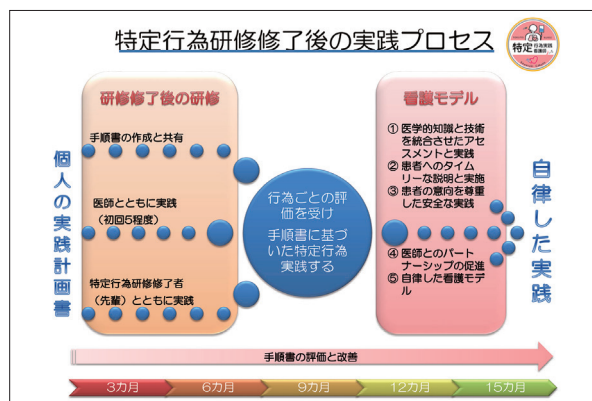 特定行為研修修了後の実践プロセス
特定 行為実践
看護師
個人の実践計画書
研修修了後の研修
手順書の作成と共有
医師とともに実践
（初回5程度）
特定行為研修修了者
（先輩）とともに実践
行為ごとの評
価を受け
手順書に基づ
いた特定行為
実践する
看護モデル
① 医学的知識と技術
を統合させたアセ
スメントと実践
② 患者へのタイム
リーな説明と実施
③ 患者の意向を尊重
した安全な実践
④ 医師とのパート
ナーシップの促進
⑤ 自律した看護モデ
ル
自律した実践
手順書の評価と改善
3カ月
6カ月
9カ月
12カ月
15カ月